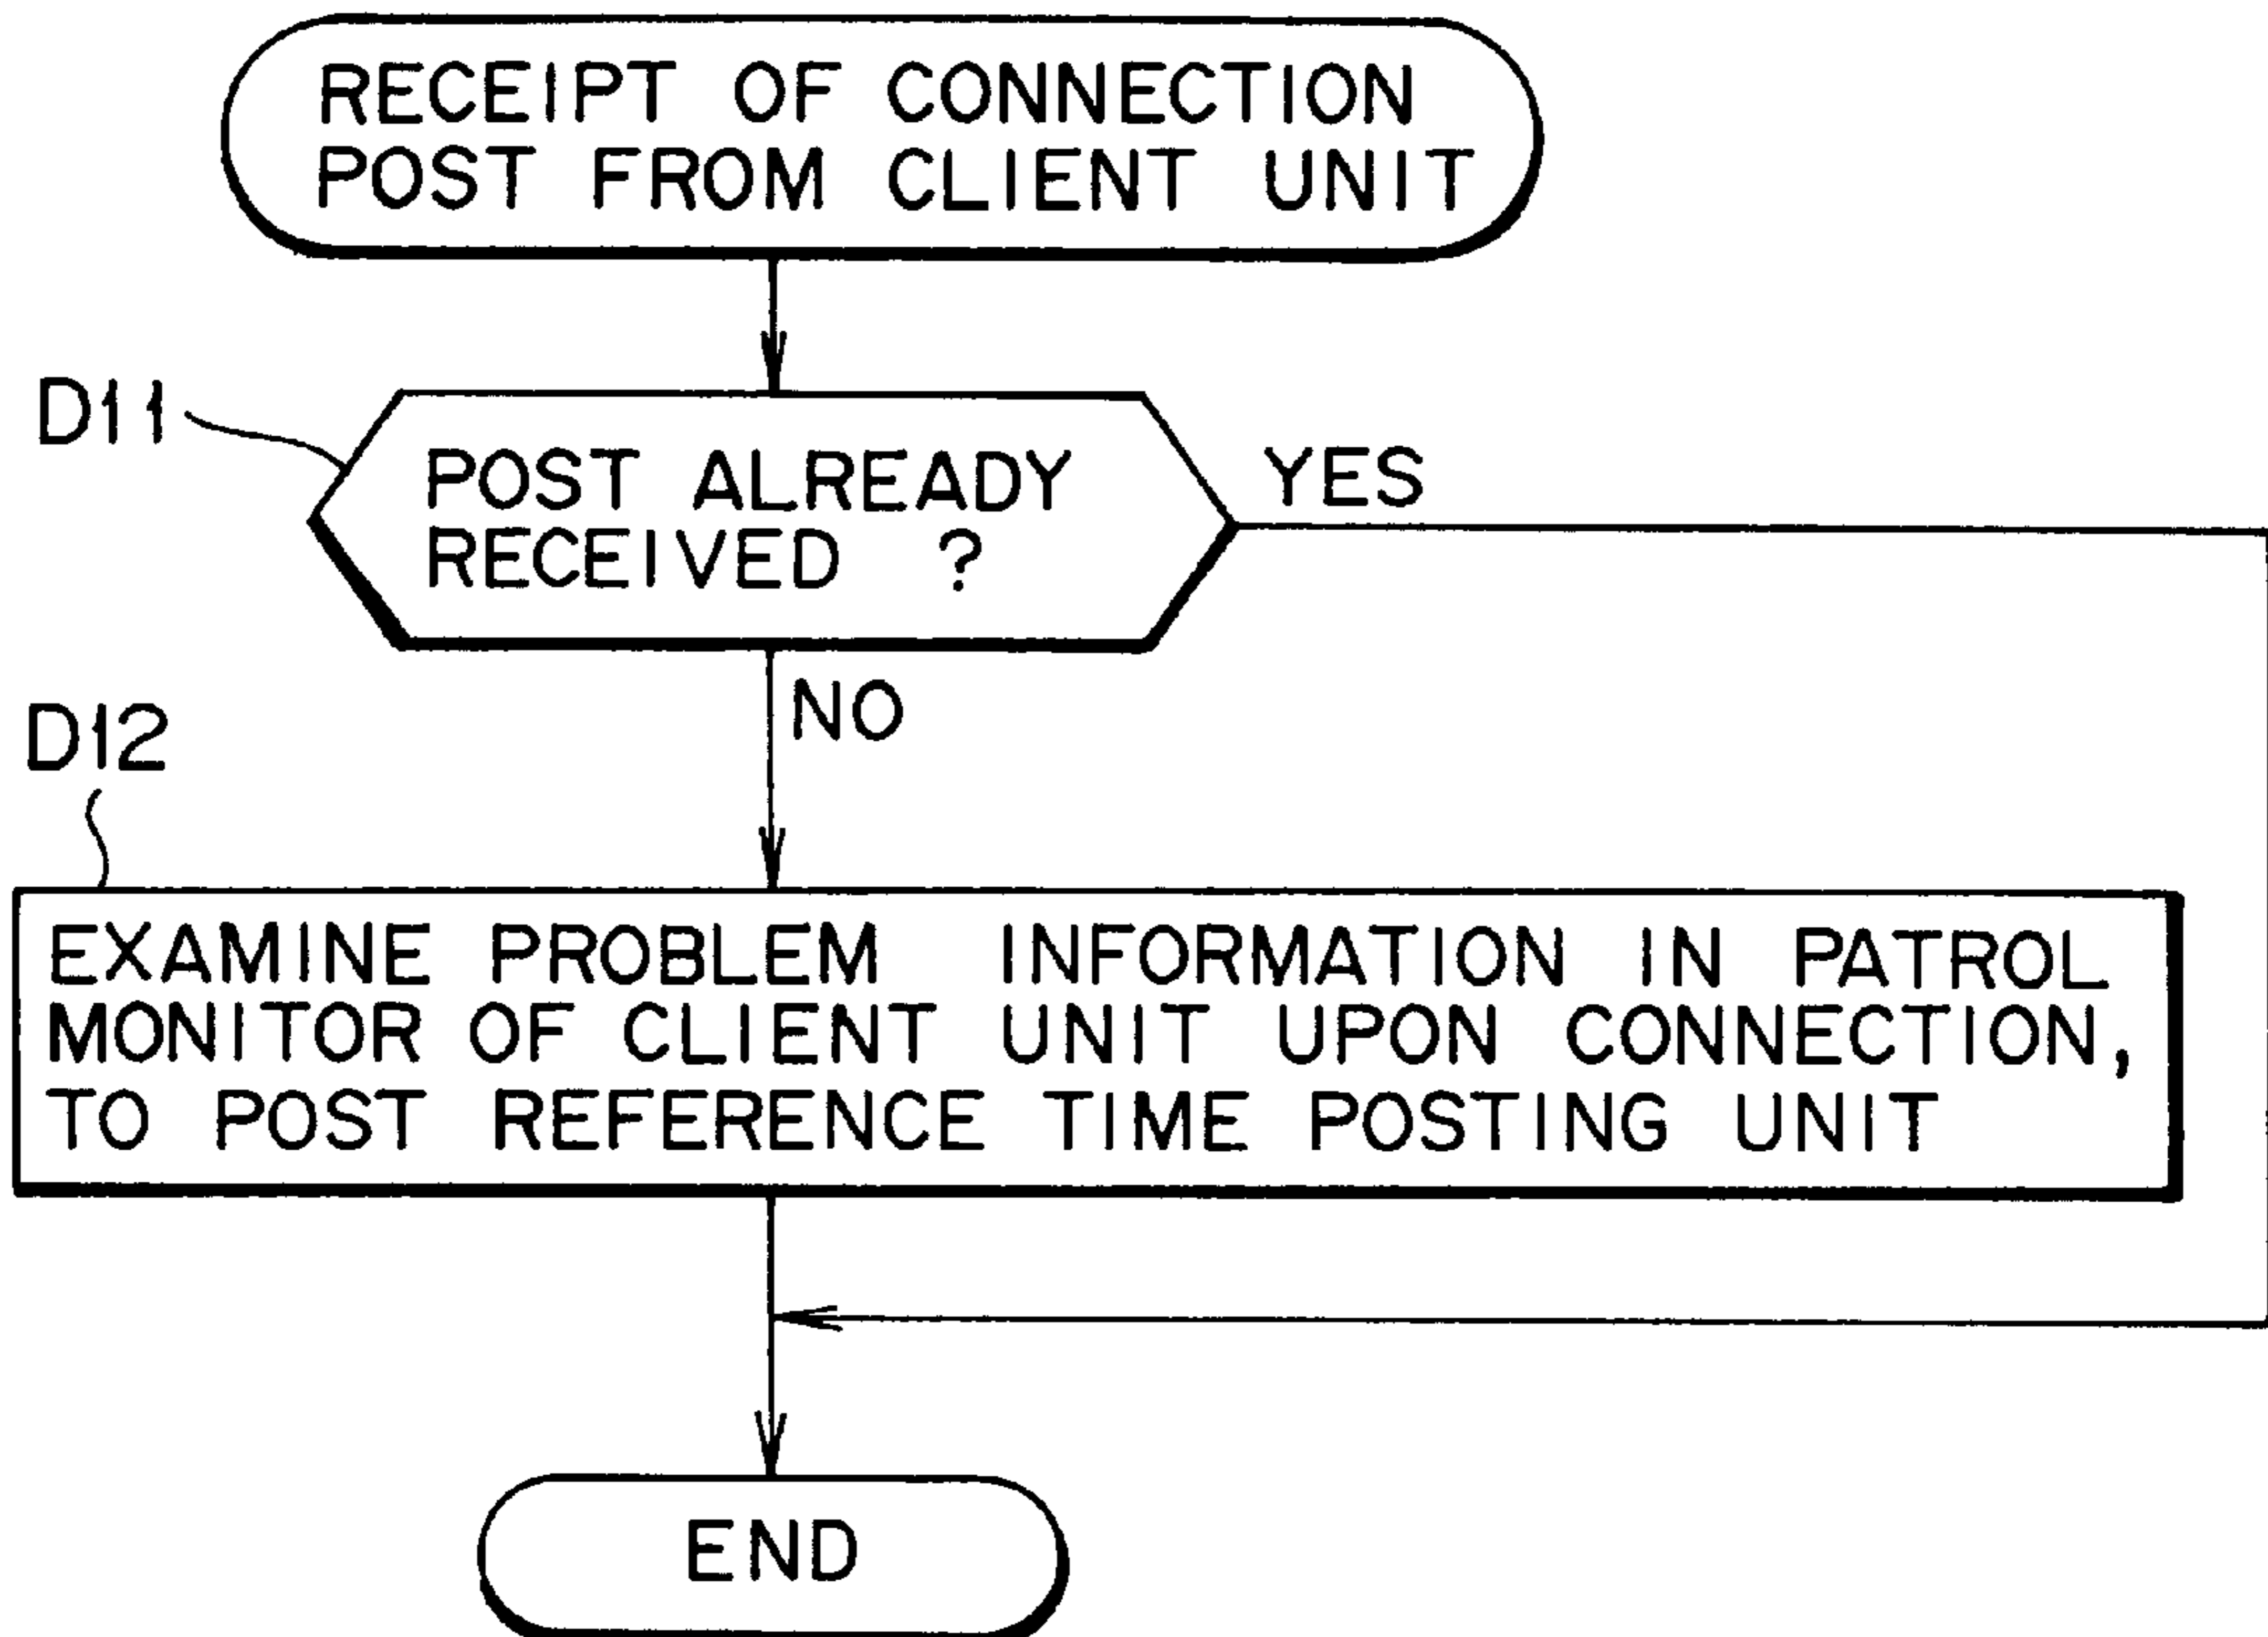 RECEIPT OF CONNECTION
POST FROM CLIENT UNIT
D11
POST ALREADY
RECEIVED ?
YES
NO
D12
EXAMINE PROBLEM INFORMATION IN PATROL
MONITOR OF CLIENT UNIT UPON CONNECTION,
TO POST REFERENCE TIME POSTING UNIT
END